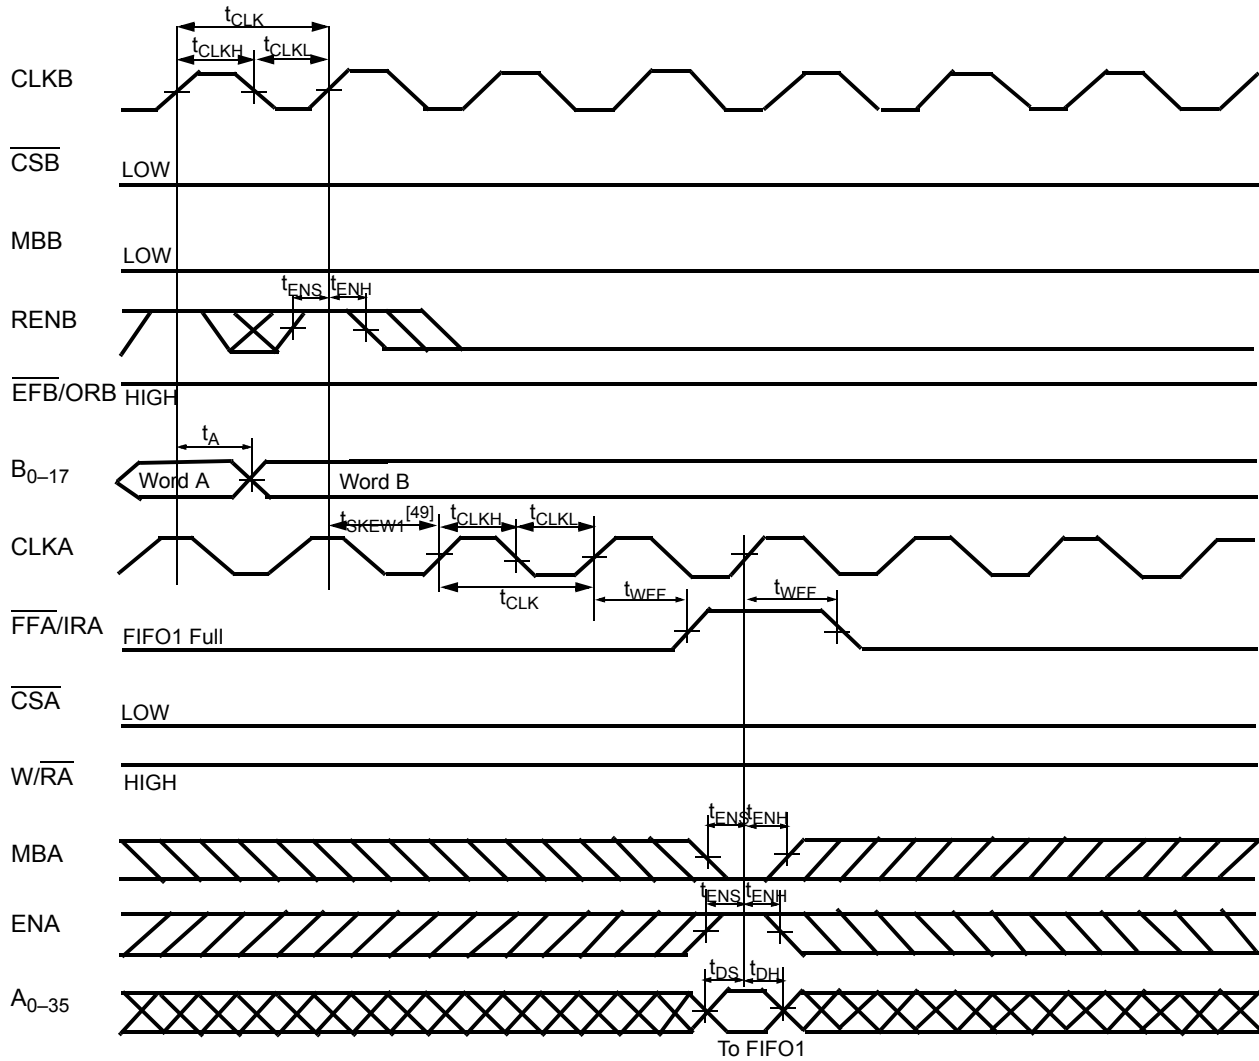 tCLK
tCLKH tCLKL
CLKB
CSB
LOW
MBB
LOW
tENS tENH
RENB
EFB/ORB HIGH
tA
B0–17
Word A Word B
tSKEW1[49] tCLKH tCLKL
CLKA
tCLK tWFF
tWFF
FFA/IRA
FIFO1 Full
CSA
LOW
W/RA
HIGH
tENS tENH
MBA
tENS tENH
ENA
tDS tDH
A0–35
To FIFO1